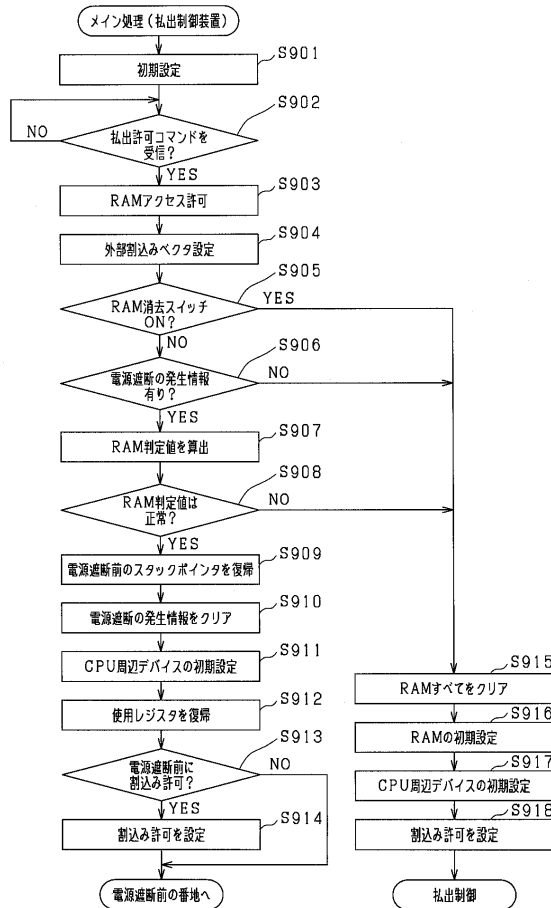 メイン処理(払出制御装置)
初期設定
S901
払出許可コマンドを
受信?
S902
NO
YES
RAMアクセス許可
S903
外部割込みベクタ設定
S904
RAM消去スイッチ
ON?
S905
YES
NO
電源遮断の発生情報
有り?
S906
NO
YES
RAM判定値を算出
S907
RAM判定値は
正常?
S908
NO
YES
電源遮断前のスタックポインタを復帰
S909
電源遮断の発生情報をクリア
S910
CPU周辺デバイスの初期設定
S911
使用レジスタを復帰
S912
電源遮断前に
割込み許可?
S913
NO
YES
割込み許可を設定
S914
電源遮断前の番地へ
RAMすべてをクリア
S915
RAMの初期設定
S916
CPU周辺デバイスの初期設定
S917
割込み許可を設定
S918
払出制御